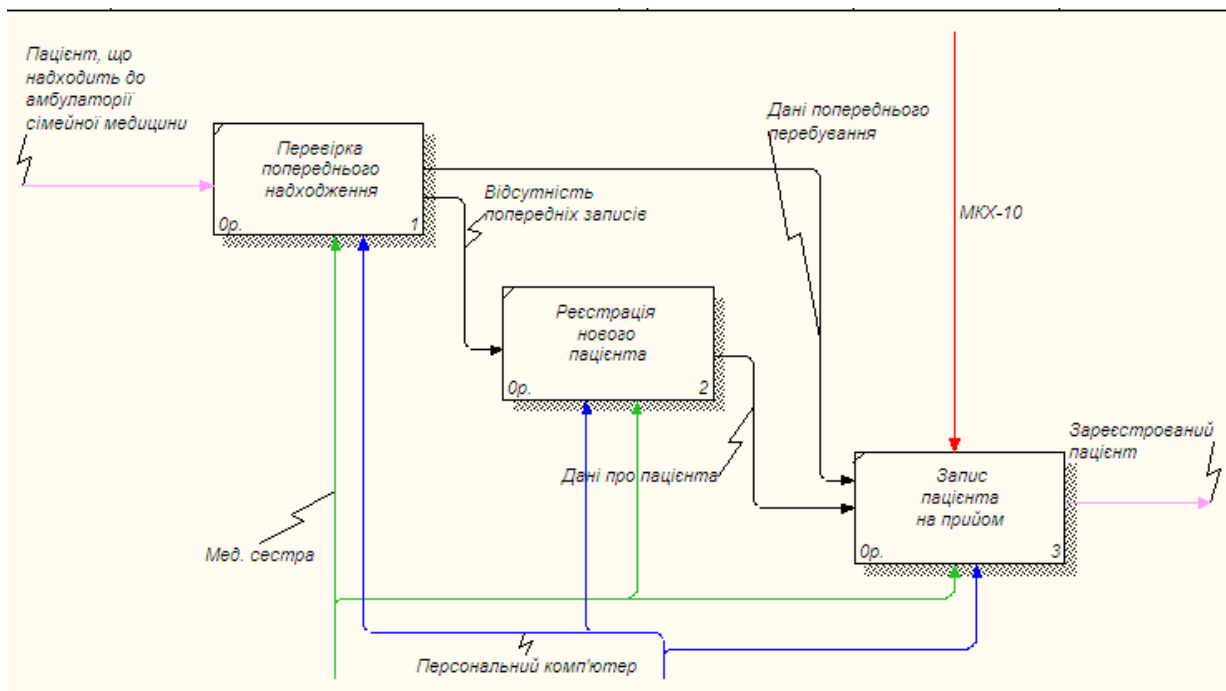 Пацієнт, що
надходить до
амбулаторії
сімейної медицини
Перевірка
попереднього
надходження
0р.
1
Відсутність
попередніх записів
Дані попереднього
перебування
МКХ-10
Реєстрація
нового
пацієнта
0р.
2
Дані про пацієнта
Зареєстрований
пацієнт
Запис
пацієнта
на прийом
0р.
3
Мед. сестра
Персональний комп'ютер